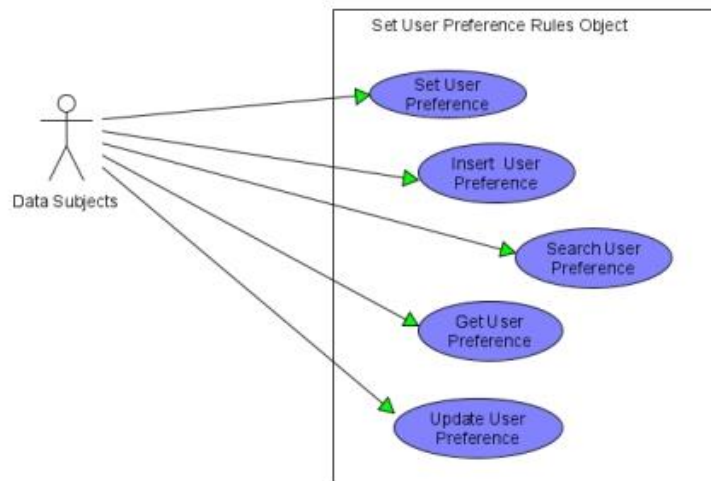 Set User Preference Rules Object
Set User
Preference
Insert User
Preference
Data Subjects
Search User
Preference
Get User
Preference
Update User
Preference